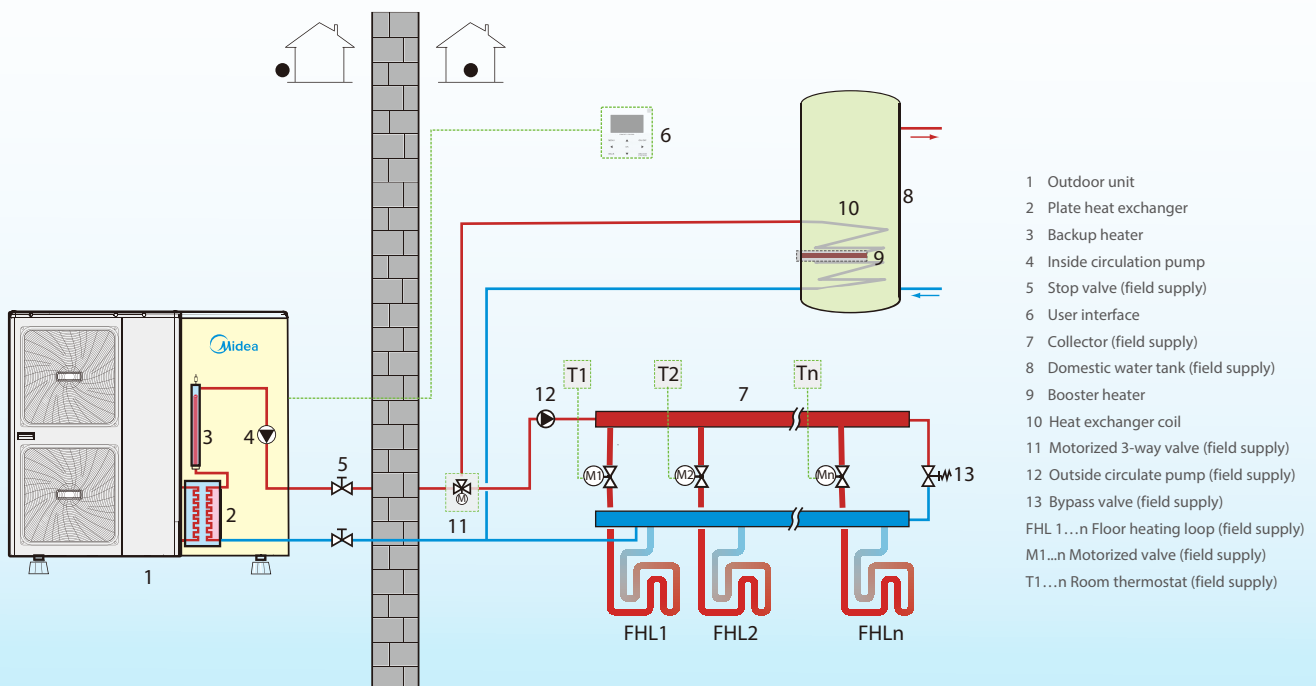 6
8
10
9
Midea
T1
T2
Tn
12
7
3
4
5
M1
M2
Mn
13
2
M
11
1
FHL1
FHL2
FHLn
1 Outdoor unit
2 Plate heat exchanger
3 Backup heater
4 Inside circulation pump
5 Stop valve (field supply)
6 User interface
7 Collector (field supply)
8 Domestic water tank (field supply)
9 Booster heater
10 Heat exchanger coil
11 Motorized 3-way valve (field supply)
12 Outside circulate pump (field supply)
13 Bypass valve (field supply)
FHL 1...n Floor heating loop (field supply)
M1...n Motorized valve (field supply)
T1...n Room thermostat (field supply)